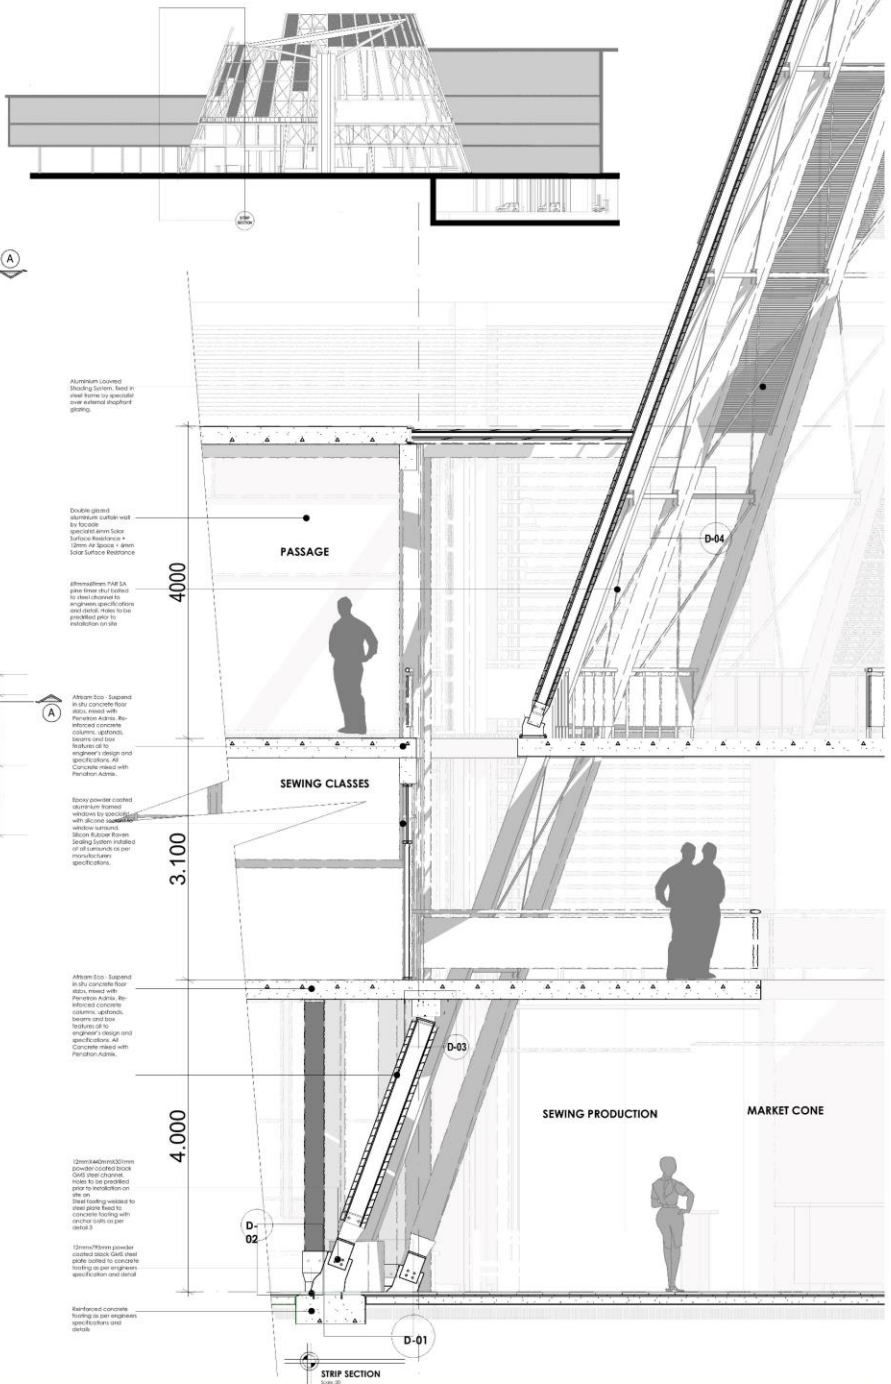 STRIP
SECTION
A
Aluminium Louvred
Shading System, fixed in
steel frame by specialist
over external shopfront
glazing.
Double glazed
aluminium curtain wall
by facade
specialist.6mm Solar
Surface Resistance +
12mm Air Space + 6mm
Solar Surface Resistance
PASSAGE
D-04
4000
pine timer strut bolted
to steel channel to
engineers specifications
and detail. Holes to be
predrilled prior to
installation on site
A
Afrisam Eco - Suspend
in situ concrete floor
slabs, mixed with
Penetron Admix. Re-
inforced concrete
columns, upstands,
beams and box
features all to
engineer's design and
specifications. All
Concrete mixed with
Penatron Admix.
SEWING CLASSES
Epoxy powder coated
aluminium framed
windows by specialist
with silicone sealant to
window surround.
Silicon Rubber Raven
Sealing System installed
at all surrounds as per
manufacturers
specifications.
3.100
Afrisam Eco - Suspend
in situ concrete floor
slabs, mixed with
Penetron Admix. Re-
inforced concrete
columns, upstands,
beams and box
features all to
engineer's design and
specifications. All
Concrete mixed with
Penatron Admix.
D-03
SEWING PRODUCTION
MARKET CONE
4.000
powder coated black
GMS steel channel.
Holes to be predrilled
prior to installation on
site on
Steel footing welded to
steel plate fixed to
concrete footing with
anchor bolts as per
detail 3
D-
02
coated black GMS steel
plate bolted to concrete
footing as per engineers
specification and detail
Reinforced concrete
footing as per engineers
specifications and
details
D-01
STRIP SECTION